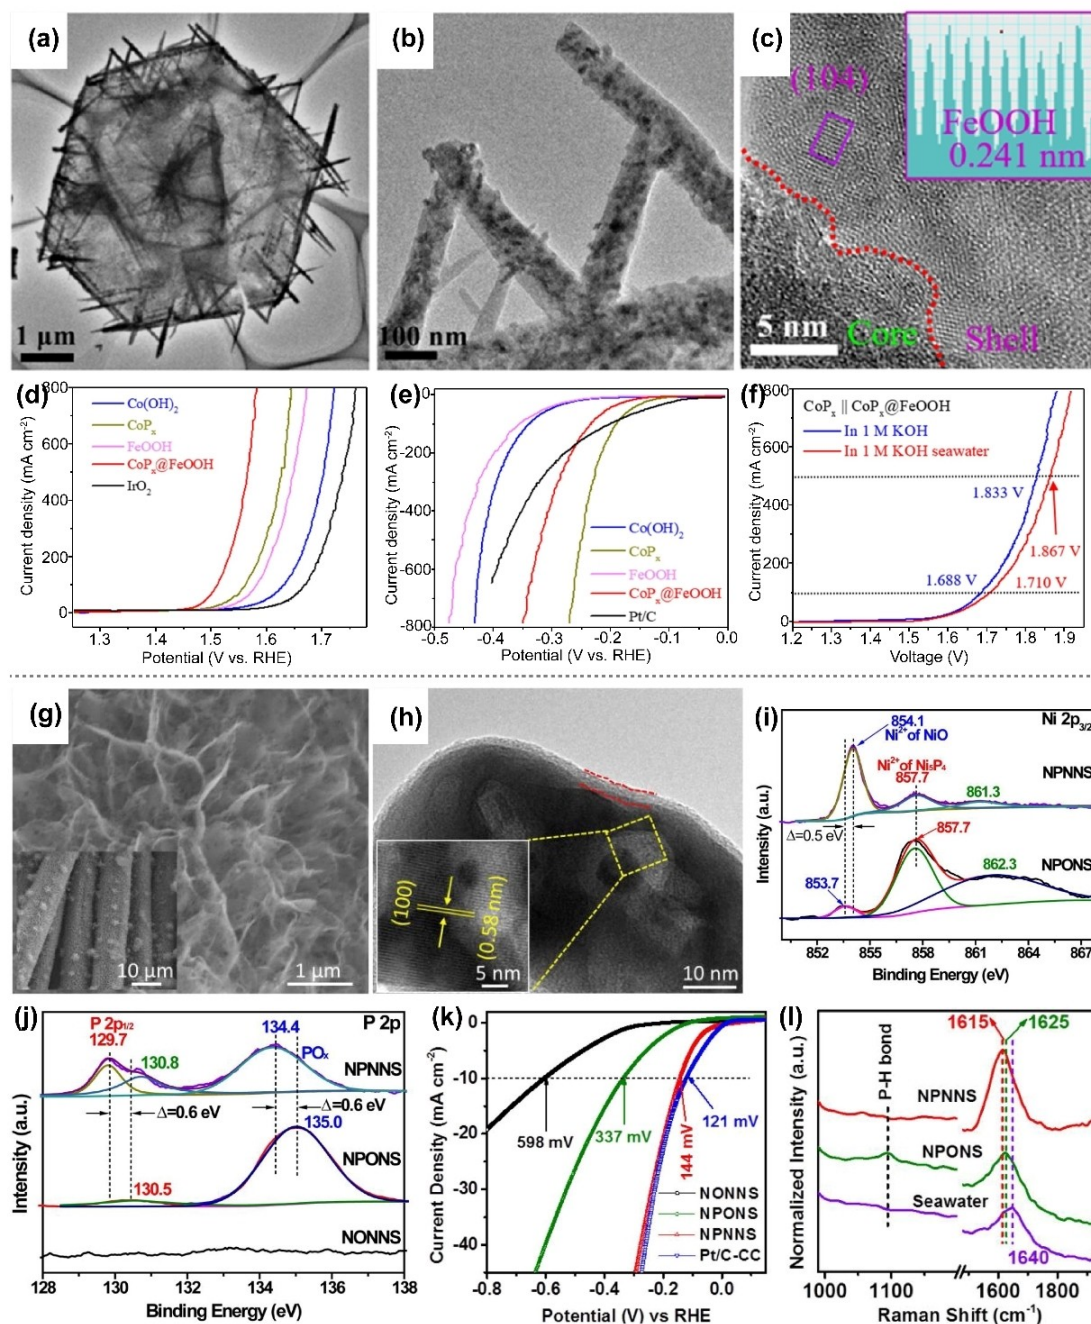 (a)
1 μm
(b)
100 nm
(c)
(104)
FeOOH
0.241 nm
5 nm
Core
Shell
(d)
800
600
400
200
0
Current density (mA cm⁻²)
Co(OH)₂
CoPₓ
FeOOH
CoPₓ@FeOOH
IrO₂
1.3 1.4 1.5 1.6 1.7
Potential (V vs. RHE)
(e)
0
-200
-400
-600
-800
Current density (mA cm⁻²)
Co(OH)₂
CoPₓ
FeOOH
CoPₓ@FeOOH
Pt/C
-0.5 -0.4 -0.3 -0.2 -0.1 0.0
Potential (V vs. RHE)
(f)
800
600
400
200
0
Current density (mA cm⁻²)
CoPₓ || CoPₓ@FeOOH
In 1 M KOH
In 1 M KOH seawater
1.833 V
1.867 V
1.688 V
1.710 V
1.2 1.3 1.4 1.5 1.6 1.7 1.8 1.9
Voltage (V)
(g)
10 μm
1 μm
(h)
(100)
(0.58 nm)
5 nm
10 nm
(i)
Ni 2p₃/₂
854.1
Ni²⁺of NiO
Ni²⁺of Ni₅P₄
857.7
NPNNS
861.3
Δ=0.5 eV
857.7
NPONS
862.3
853.7
Intensity (a.u.)
852 855 858 861 864 867
Binding Energy (eV)
(j)
P 2p₁/₂
129.7
134.4
P 2p
130.8
POₓ
NPNNS
Δ=0.6 eV
Δ=0.6 eV
135.0
130.5
NPONS
NONNS
Intensity (a.u.)
128 130 132 134 136 138
Binding Energy (eV)
(k)
0
-10
-20
-30
-40
Current Density (mA cm⁻²)
598 mV
337 mV
144 mV
121 mV
NONNS
NPONS
NPNNS
Pt/C-CC
-0.8 -0.6 -0.4 -0.2 0.0
Potential (V) vs RHE
(l)
1615
1625
P-H bond
NPNNS
NPONS
Seawater
1640
Normalized Intensity (a.u.)
1000 1100 1600 1800
Raman Shift (cm⁻¹)